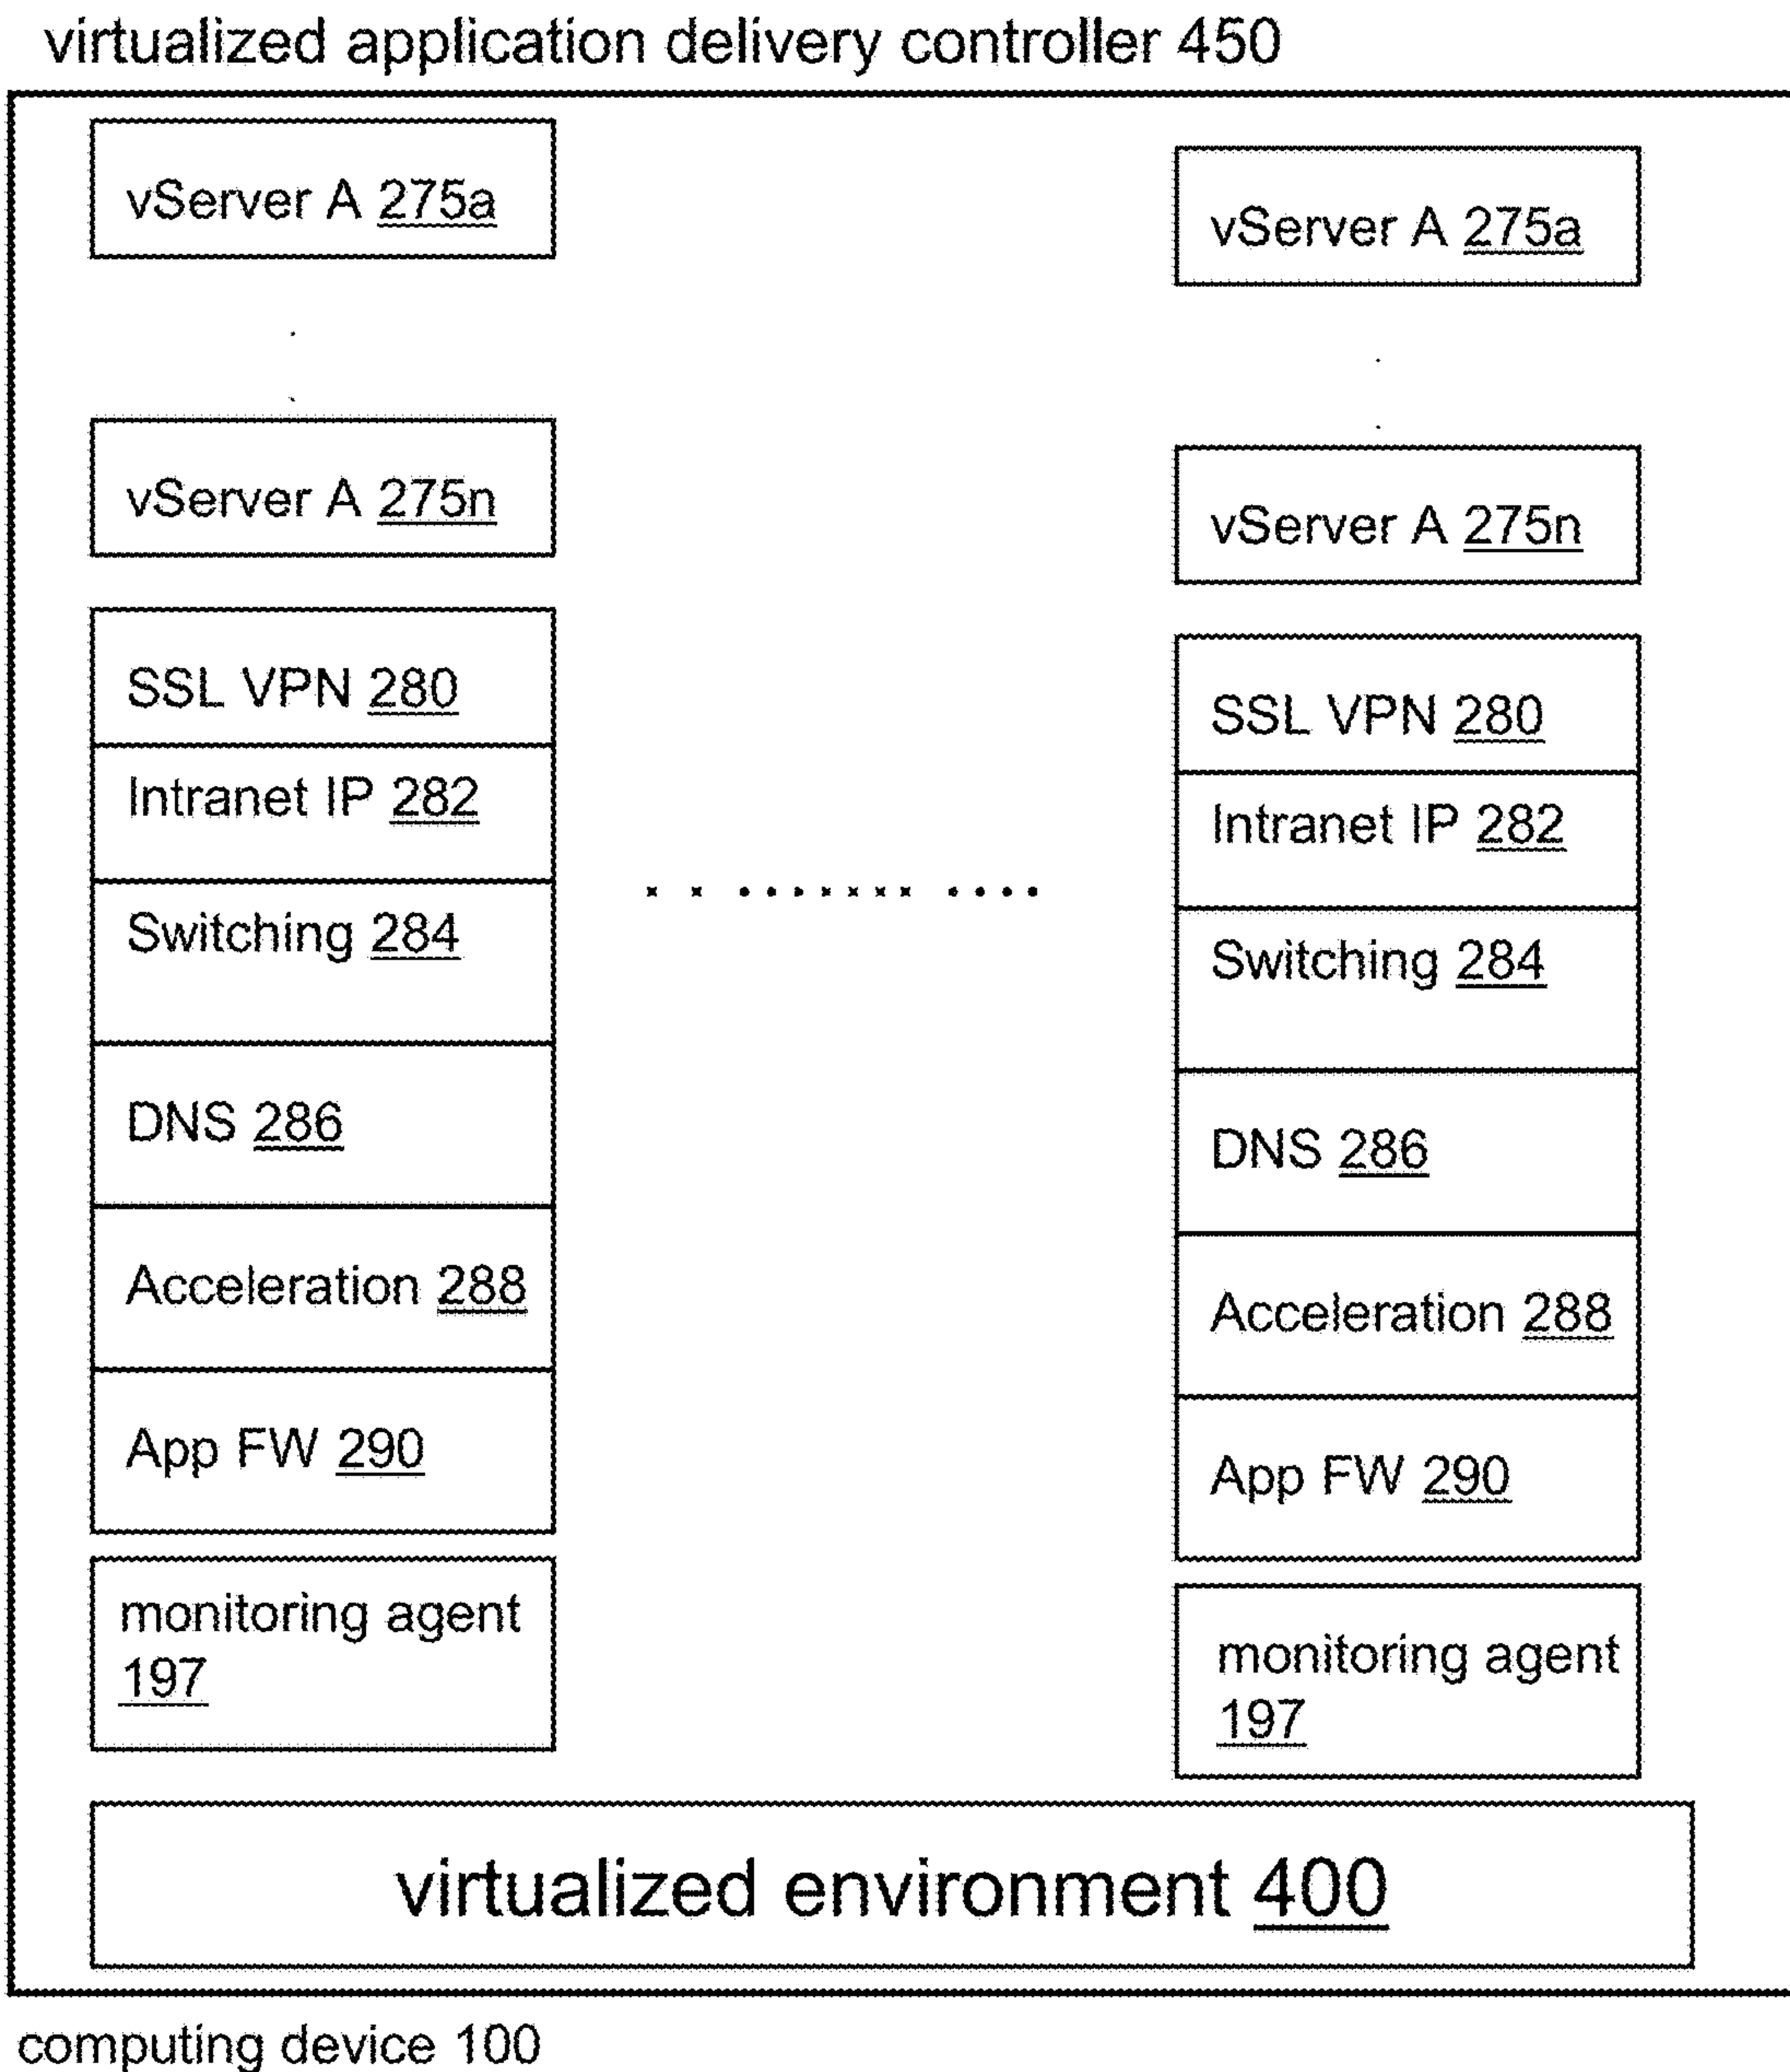 virtualized application delivery controller 450
vServer A 275a
vServer A 275n
SSL VPN 280
Intranet IP 282
Switching 284
DNS 286
Acceleration 288
App FW 290
monitoring agent
197
vServer A 275a
vServer A 275n
SSL VPN 280
Intranet IP 282
Switching 284
DNS 286
Acceleration 288
App FW 290
monitoring agent
197
virtualized environment 400
computing device 100